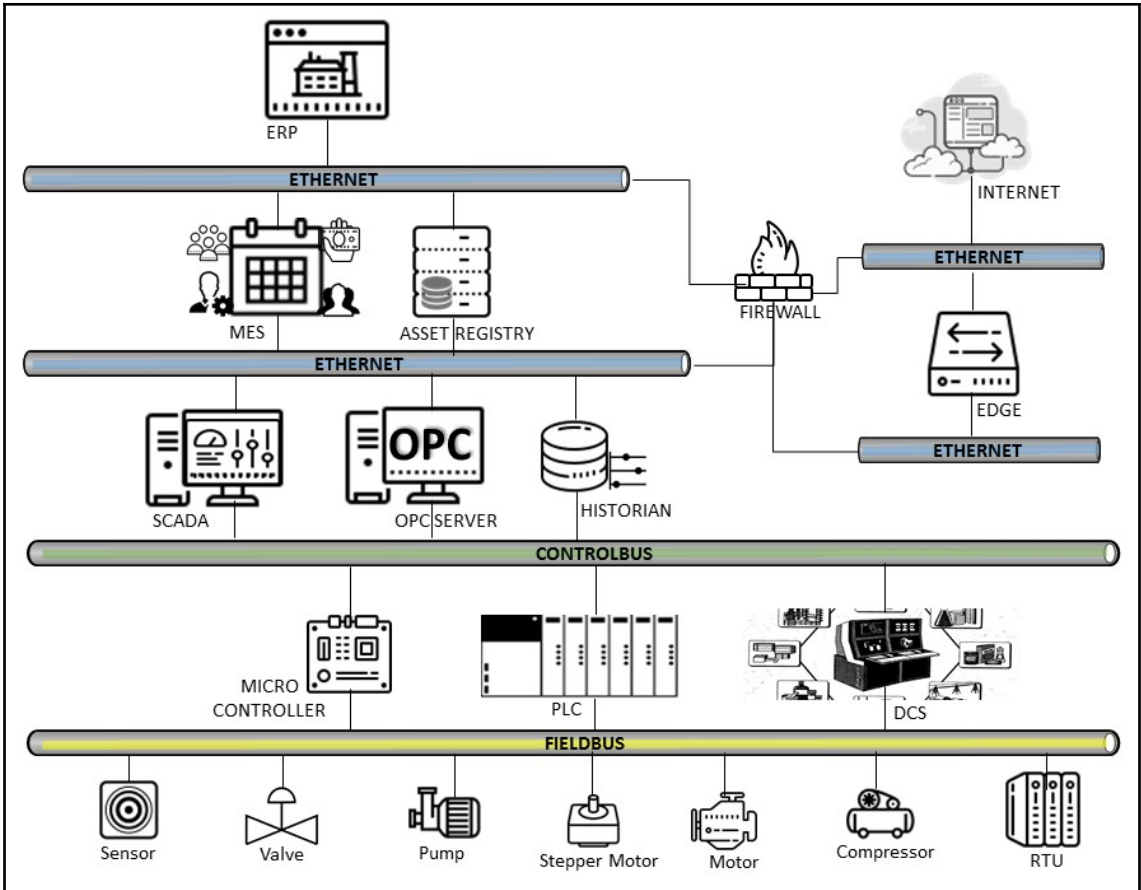 ERP
ETHERNET
INTERNET
ETHERNET
FIREWALL
MES
ASSET REGISTRY
ETHERNET
EDGE
ETHERNET
OPC
SCADA
OPC SERVER
HISTORIAN
CONTROLBUS
MICRO
CONTROLLER
PLC
DCS
FIELDBUS
Sensor
Valve
Pump
Stepper Motor
Motor
Compressor
RTU